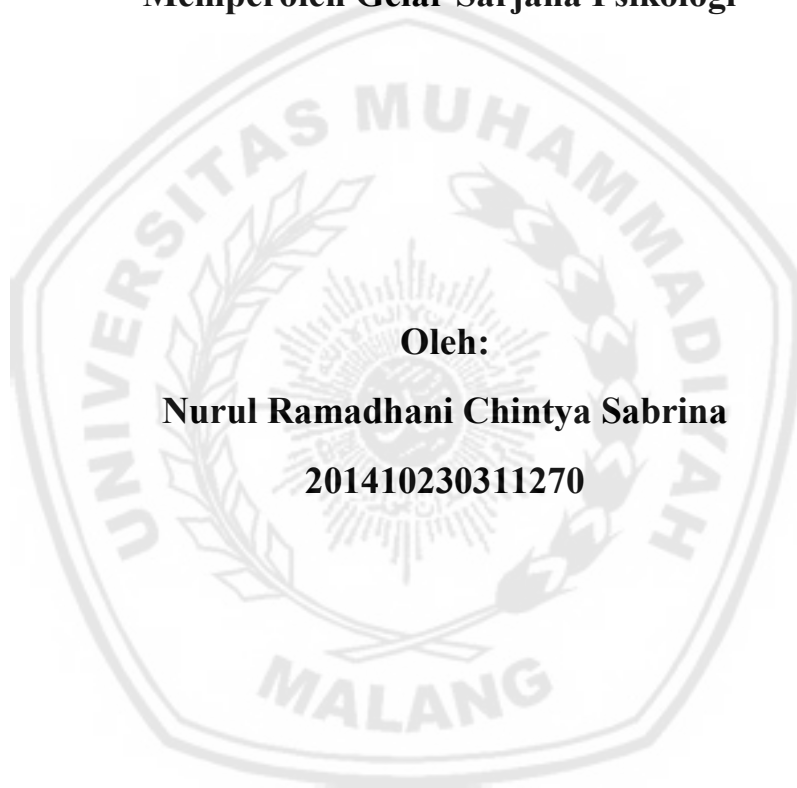 Memperoleh Gelar Sarjana Psikologi
UNIVERSITAS MUHAMMADIYAH
Oleh:
Nurul Ramadhani Chintya Sabrina
201410230311270
MALANG